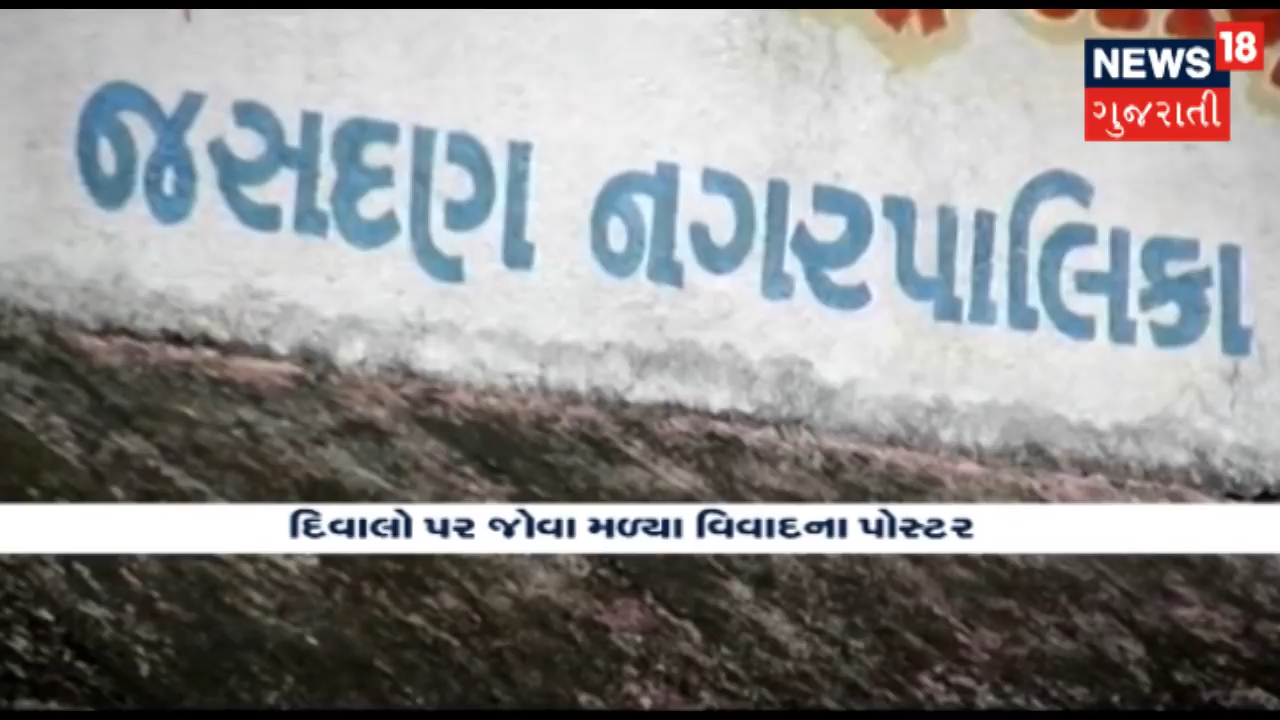 NEWS 18
ગુજરાતી
જસદણ નગરપાલિકા
દિવાલો પર જોવા મળ્યા વિવાદના પોસ્ટર